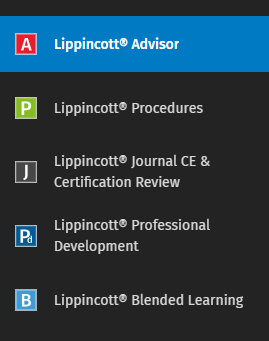 A Lippincott® Advisor
P Lippincott® Procedures
J Lippincott® Journal CE &
Certification Review
Pd Lippincott® Professional
Development
B Lippincott® Blended Learning